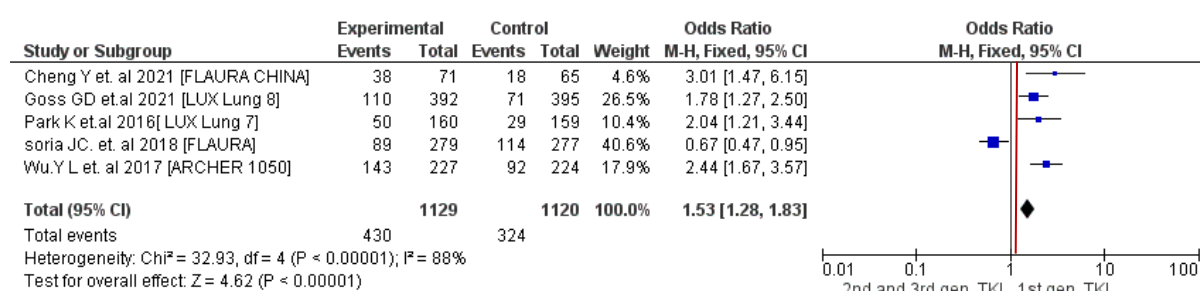 Experimental Control Odds Ratio Odds Ratio
Study or Subgroup Events Total Events Total Weight M-H, Fixed, 95% CI M-H, Fixed, 95% CI
Cheng Y et. al 2021 [FLAURA CHINA] 38 71 18 65 4.6% 3.01 [1.47, 6.15]
Goss GD et.al 2021 [LUX Lung 8] 110 392 71 395 26.5% 1.78 [1.27, 2.50]
Park K et.al 2016[ LUX Lung 7] 50 160 29 159 10.4% 2.04 [1.21, 3.44]
soria JC. et. al 2018 [FLAURA] 89 279 114 277 40.6% 0.67 [0.47, 0.95]
Wu.Y L et. al 2017 [ARCHER 1050] 143 227 92 224 17.9% 2.44 [1.67, 3.57]
Total (95% CI) 1129 1120 100.0% 1.53 [1.28, 1.83]
Total events 430 324
Heterogeneity: Chi² = 32.93, df = 4 (P < 0.00001); I² = 88%
Test for overall effect: Z = 4.62 (P < 0.00001)
0.01 0.1 1 10 100
2nd and 3rd gen. TKI 1st gen. TKI